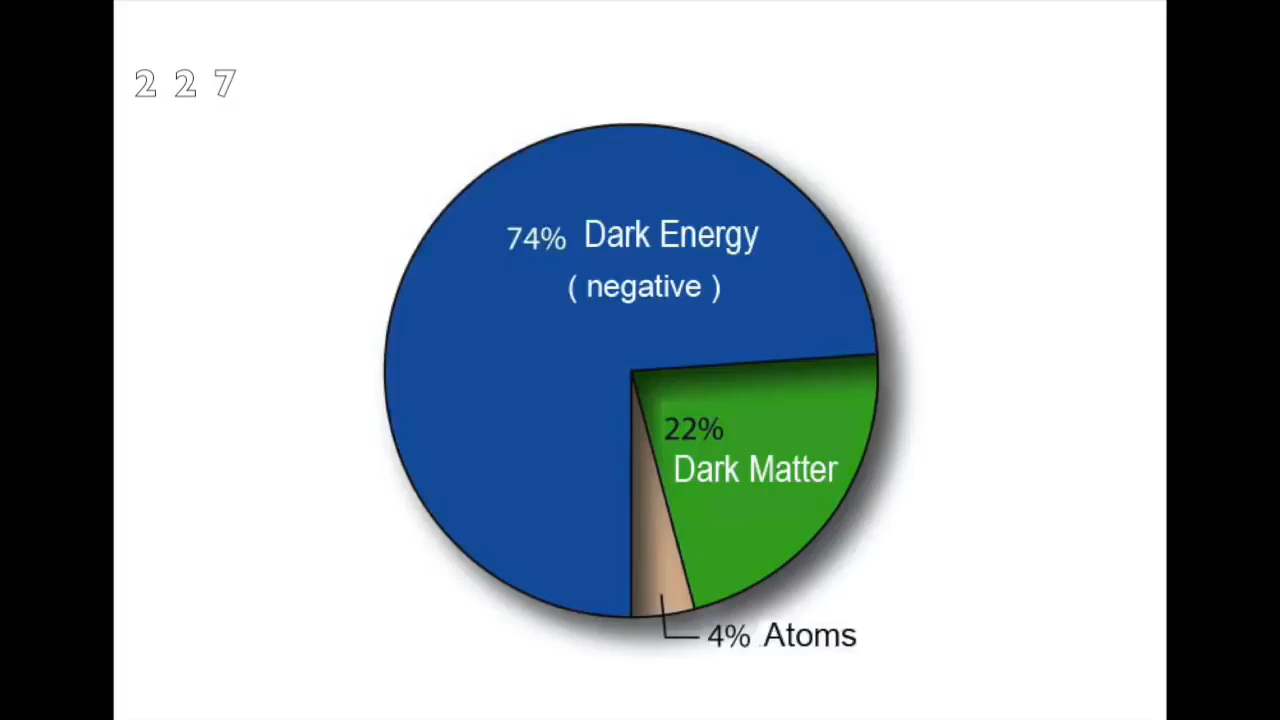 2 2 7
74% Dark Energy
( negative )
22%
Dark Matter
4% Atoms